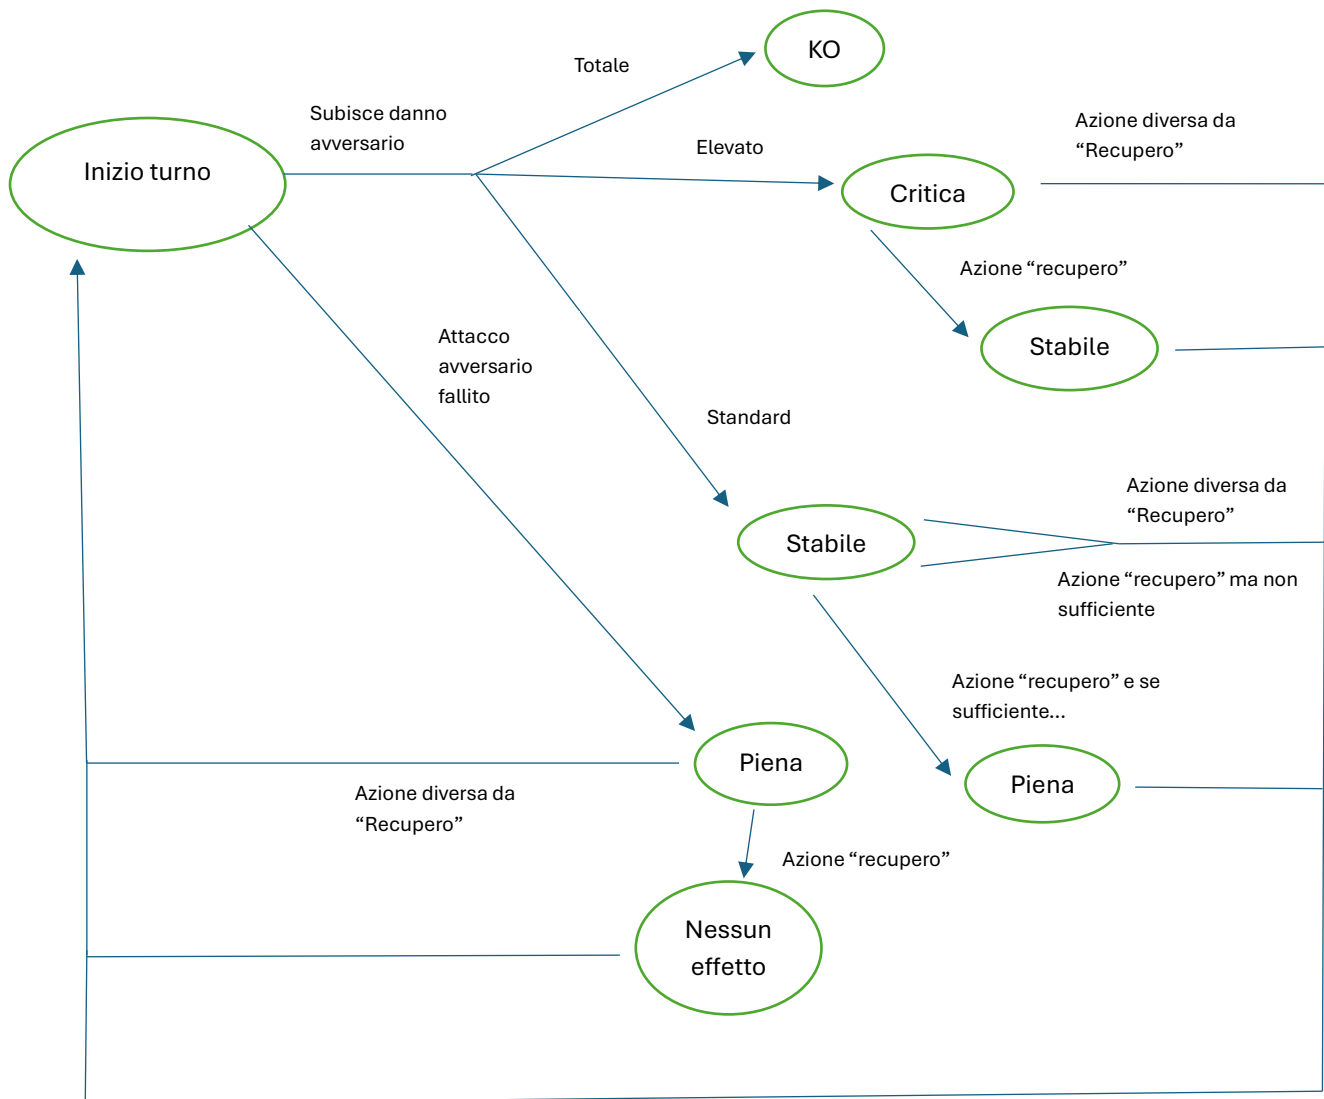 KO
Totale
Subisce danno
avversario
Azione diversa da
“Recupero”
Elevato
Inizio turno
Critica
Azione “recupero”
Attacco
avversario
fallito
Stabile
Standard
Azione diversa da
“Recupero”
Stabile
Azione “recupero” ma non
sufficiente
Azione “recupero” e se
sufficiente...
Piena
Piena
Azione diversa da
“Recupero”
Azione “recupero”
Nessun
effetto